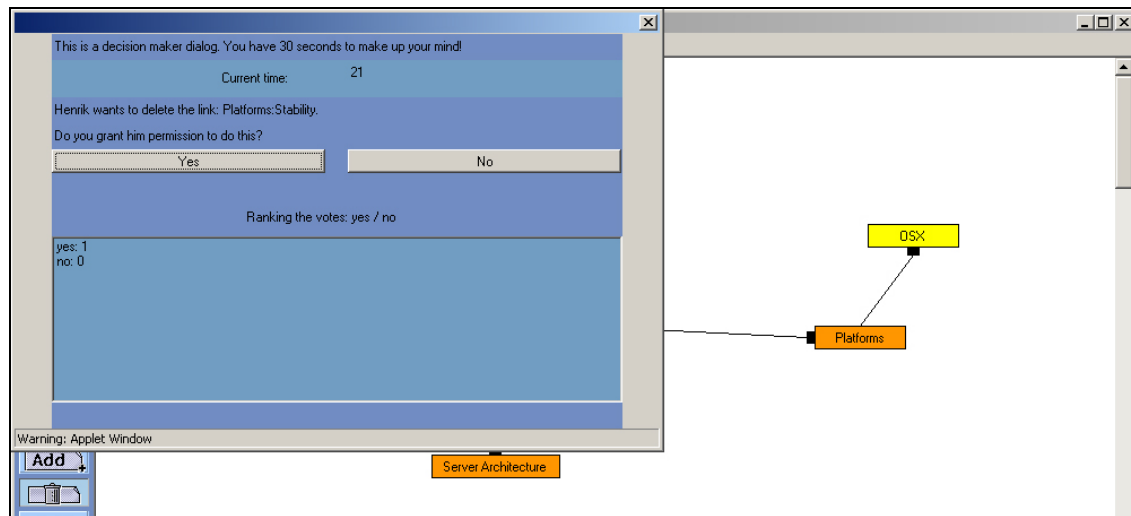 This is a decision maker dialog. You have 30 seconds to make up your mind!
Current time: 21
Henrik wants to delete the link: Platforms:Stability.
Do you grant him permission to do this?
Yes No
Ranking the votes: yes / no
yes: 1
no: 0
Warning: Applet Window
OSX
Platforms
Add
Server Architecture